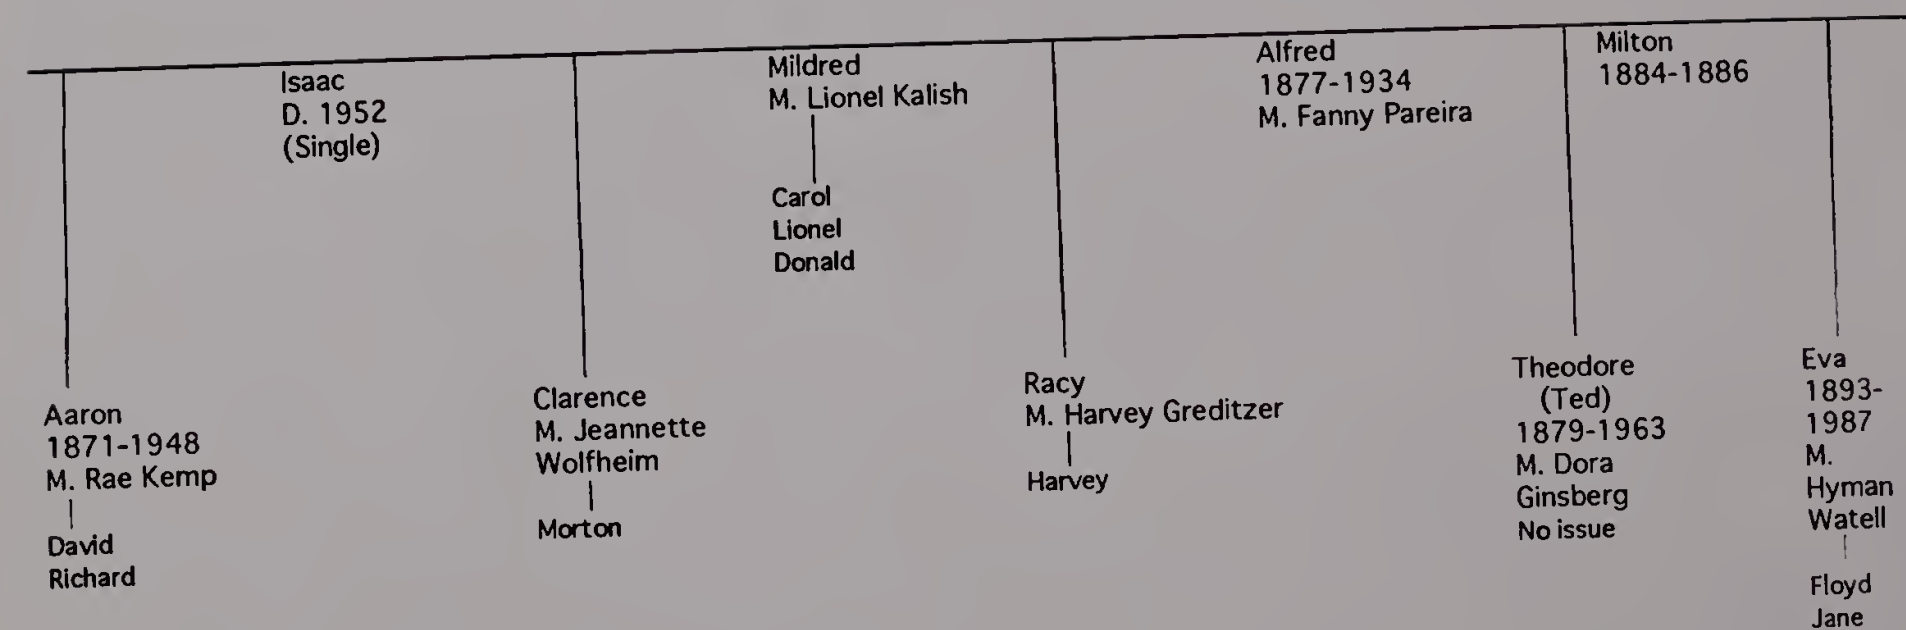 Isaac
D. 1952
(Single)
Mildred
M. Lionel Kalish
Carol
Lionel
Donald
Alfred
1877-1934
M. Fanny Pareira
Milton
1884-1886
Aaron
1871-1948
M. Rae Kemp
David
Richard
Clarence
M. Jeannette
Wolfheim
Morton
Racy
M. Harvey Greditzer
Harvey
Theodore
(Ted)
1879-1963
M. Dora
Ginsberg
No issue
Eva
1893-
1987
M.
Hyman
Watell
Floyd
Jane